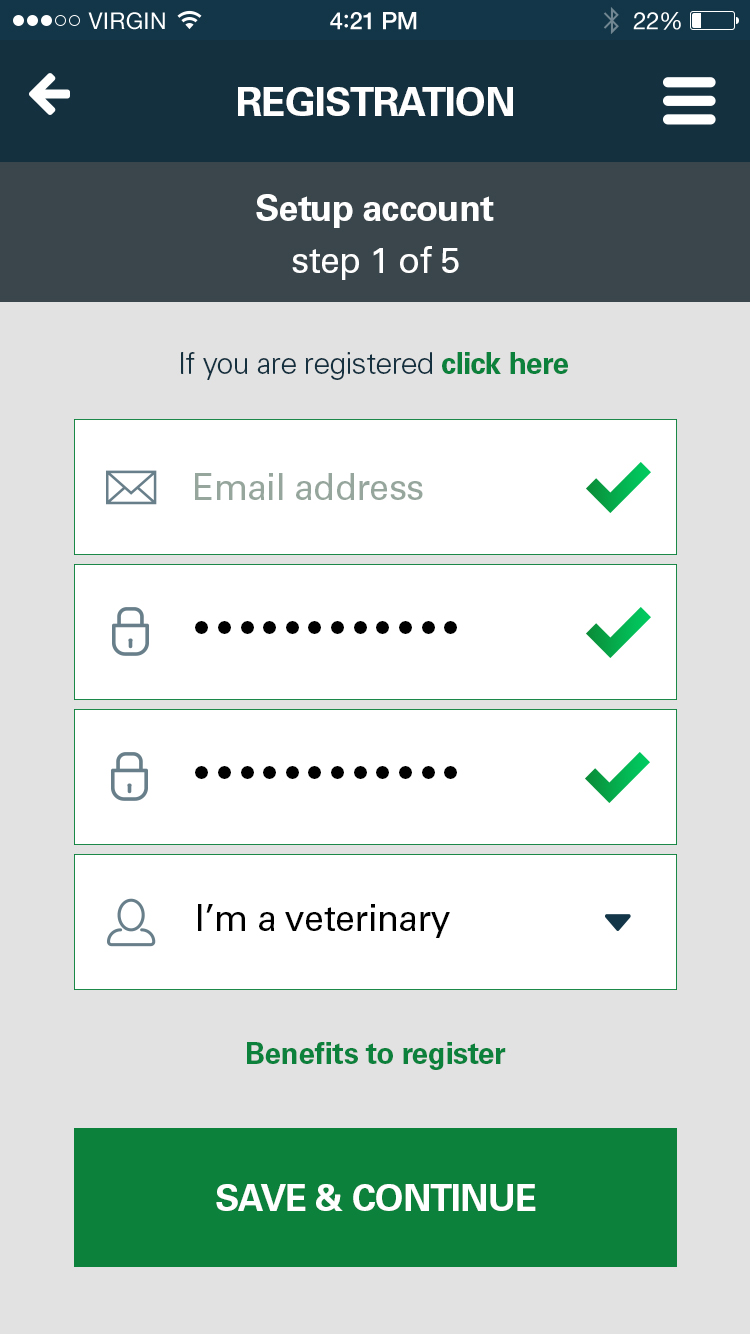 VIRGIN 4:21 PM 22%
REGISTRATION
Setup account
step 1 of 5
If you are registered click here
Email address
••••••••••••
••••••••••••
I’m a veterinary
Benefits to register
SAVE & CONTINUE